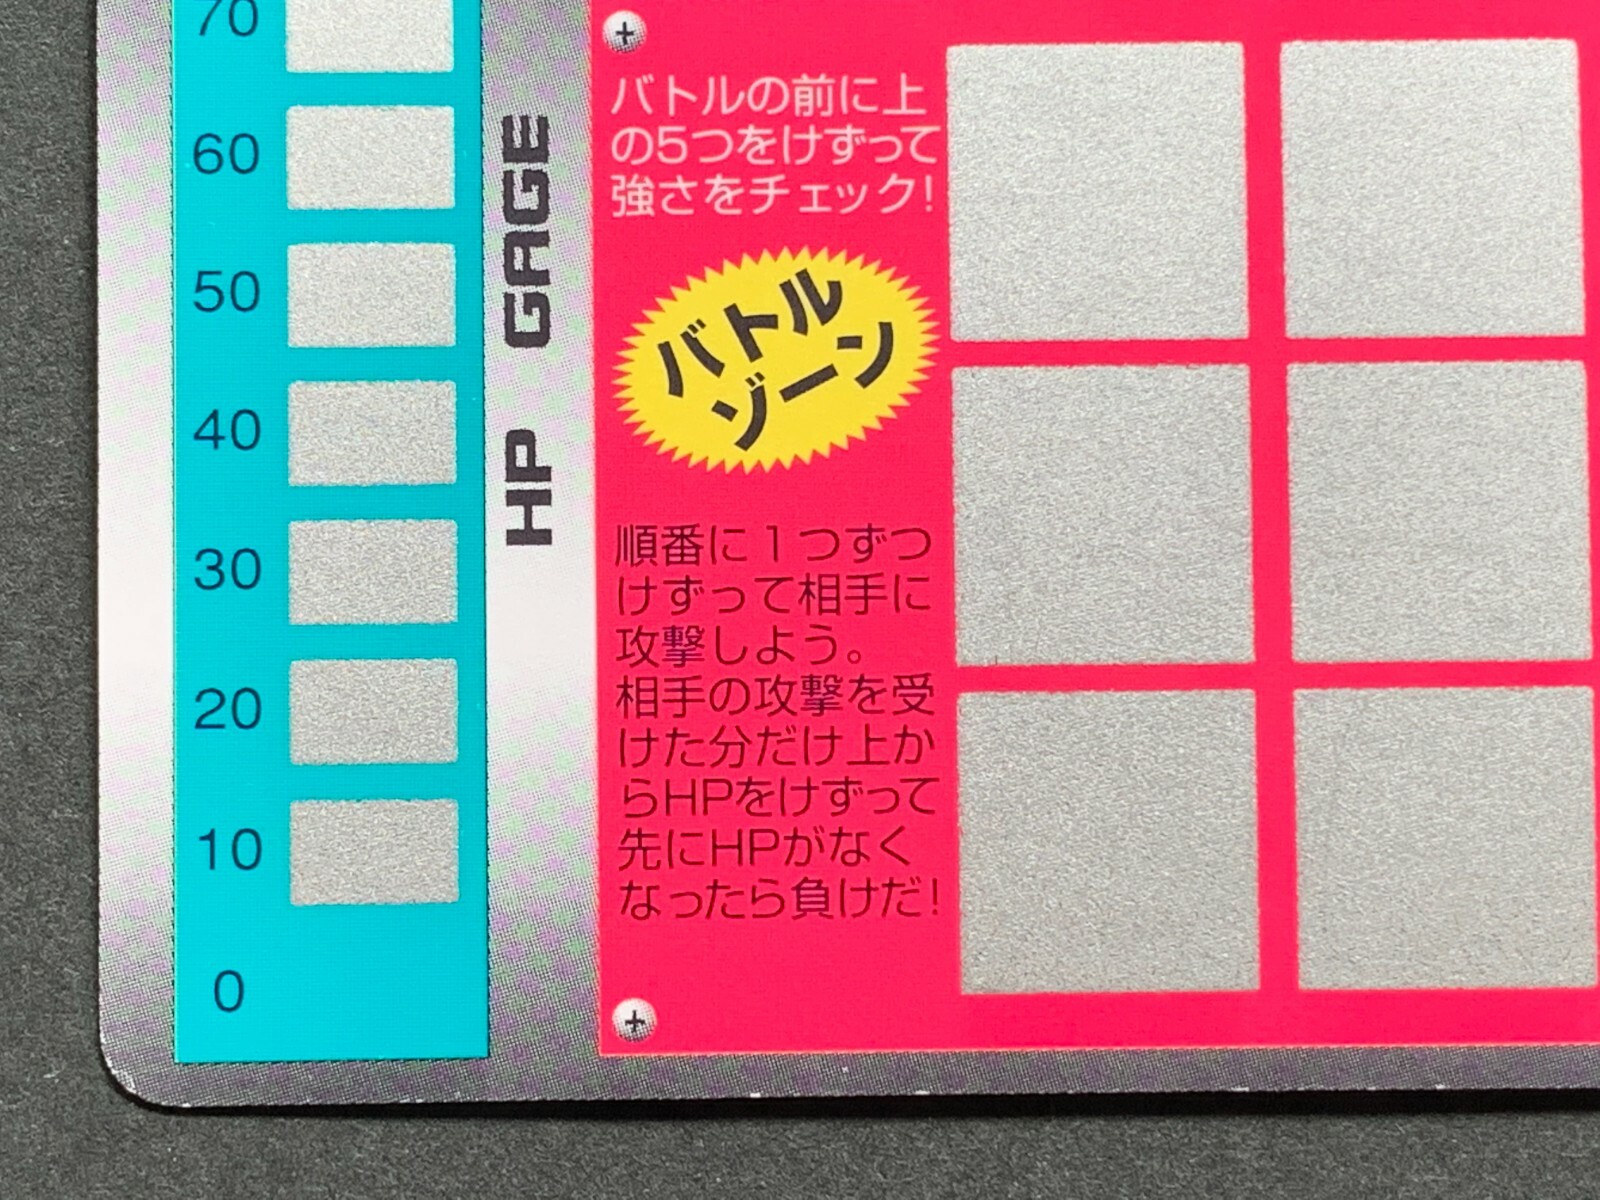 70
60
50
40
30
20
10
0
HP GAGE
バトルの前に上
の5つをけずって
強さをチェック!
バトル
ゾーン
順番に1つずつ
けずって相手に
攻撃しよう。
相手の攻撃を受
けた分だけ上か
らHPをけずって
先にHPがなく
なったら負けだ!